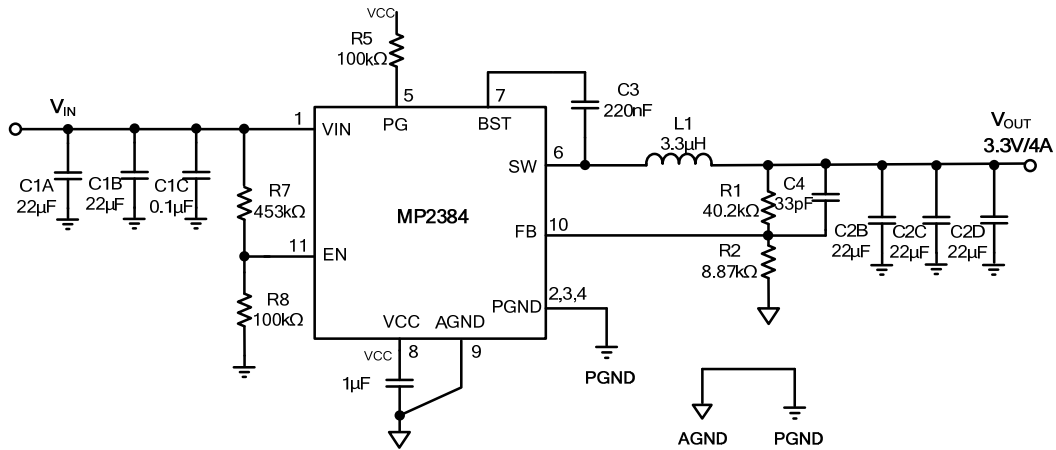 VCC
R5
100kΩ
5
7
C3
220nF
VIN
1
VIN
PG
BST
L1
3.3μH
VOUT
3.3V/4A
6
SW
C1A
22μF
C1B
22μF
C1C
0.1μF
R7
453kΩ
MP2384
R1
40.2kΩ
C4
33pF
FB
10
C2B
22μF
C2C
22μF
C2D
22μF
11
EN
R2
8.87kΩ
R8
100kΩ
2,3,4
PGND
VCC
AGND
VCC
8
9
1μF
PGND
AGND
PGND